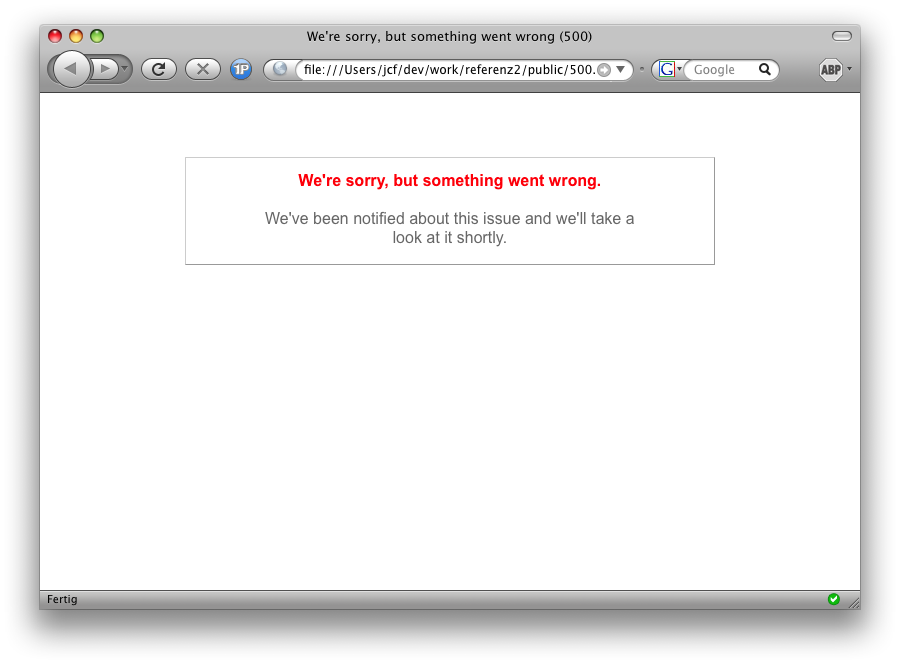 We're sorry, but something went wrong (500)
1P
file:///Users/jcf/dev/work/referenz2/public/500.
G
Google
ABP
We're sorry, but something went wrong.
We've been notified about this issue and we'll take a
look at it shortly.
Fertig